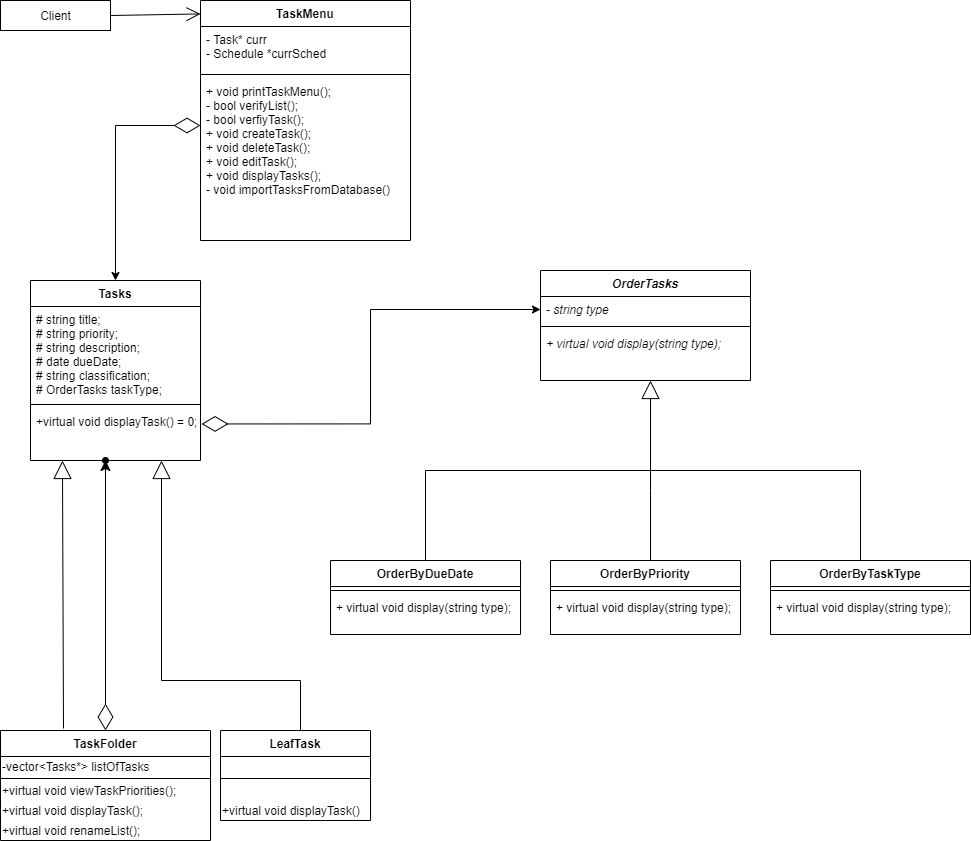 Client
TaskMenu
- Task* curr
- Schedule *currSched
+ void printTaskMenu();
- bool verifyList();
- bool verfiyTask();
+ void createTask();
+ void deleteTask();
+ void editTask();
+ void displayTasks();
- void importTasksFromDatabase()
Tasks
# string title;
# string priority;
# string description;
# date dueDate;
# string classification;
# OrderTasks taskType;
+virtual void displayTask() = 0;
OrderTasks
- string type
+ virtual void display(string type);
OrderByDueDate
+ virtual void display(string type);
OrderByPriority
+ virtual void display(string type);
OrderByTaskType
+ virtual void display(string type);
TaskFolder
-vector<Tasks*> listOfTasks
+virtual void viewTaskPriorities();
+virtual void displayTask();
+virtual void renameList();
LeafTask
+virtual void displayTask()